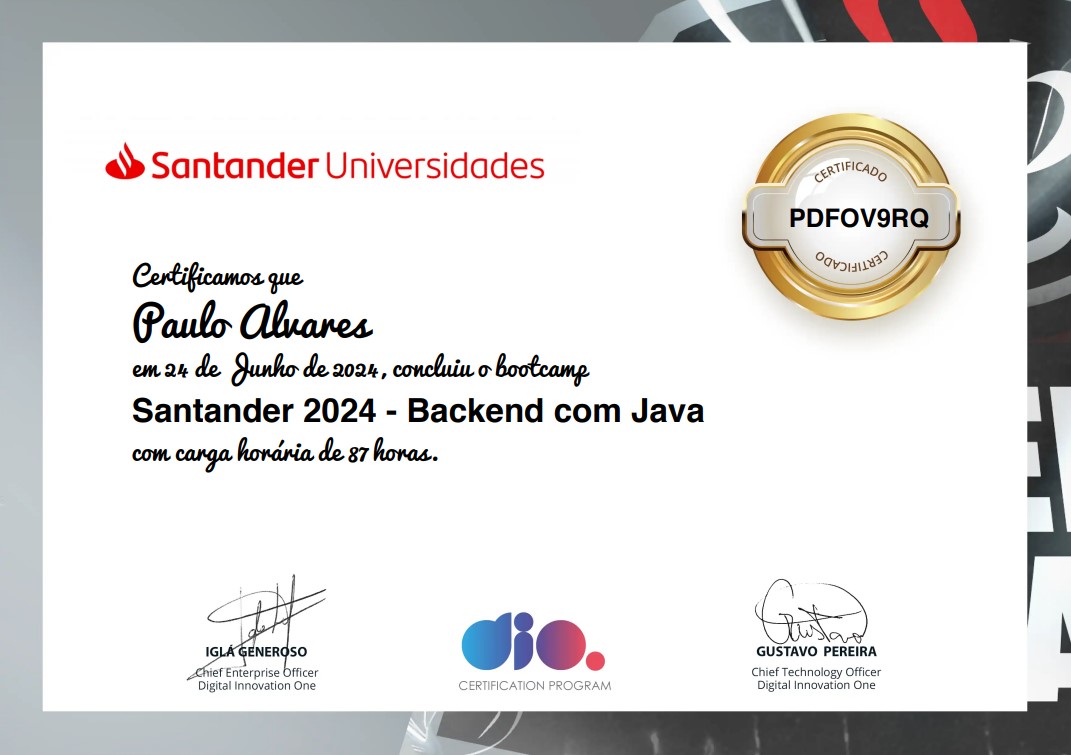 Santander Universidades
CERTIFICADO
PDFOV9RQ
CERTIFICADO
Certificamos que
Paulo Alvares
em 24 de Junho de 2024, concluiu o bootcamp
Santander 2024 - Backend com Java
com carga horária de 87 horas.
IGLÁ GENEROSO
Chief Enterprise Officer
Digital Innovation One
dio.
CERTIFICATION PROGRAM
Gustavo
GUSTAVO PEREIRA
Chief Technology Officer
Digital Innovation One